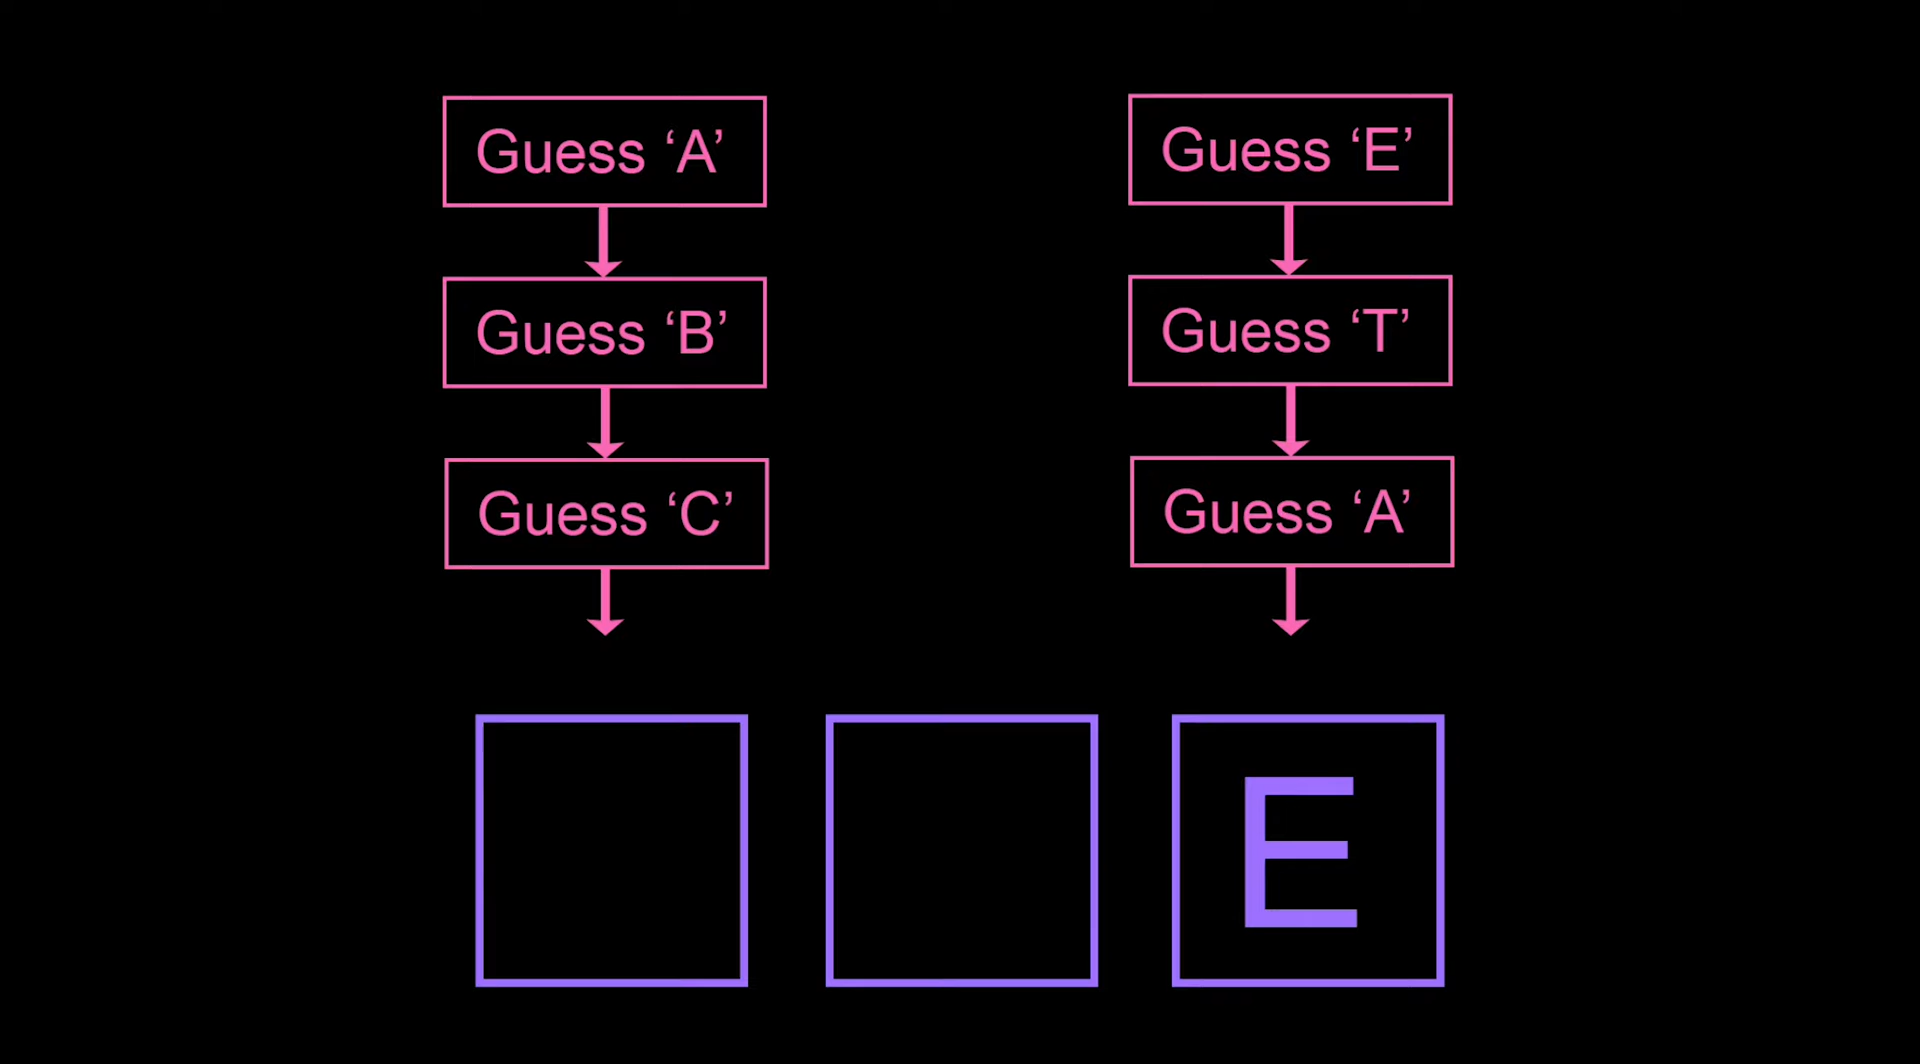 Guess ‘A’
Guess ‘B’
Guess ‘C’
Guess ‘E’
Guess ‘T’
Guess ‘A’
E